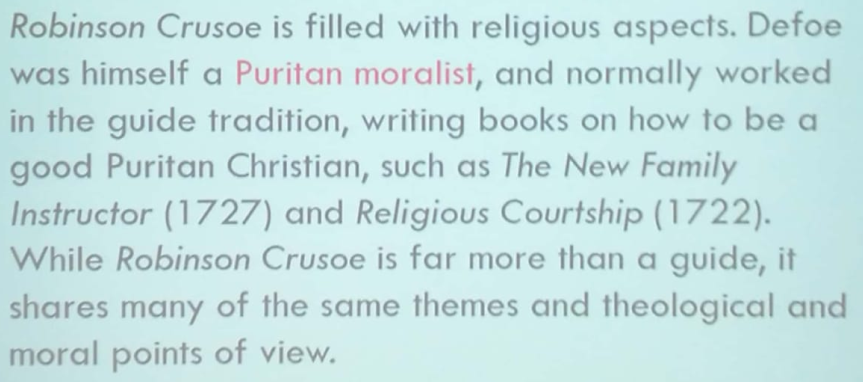 Robinson Crusoe is filled with religious aspects. Defoe
was himself a Puritan moralist, and normally worked
in the guide tradition, writing books on how to be a
good Puritan Christian, such as The New Family
Instructor (1727) and Religious Courtship (1722).
While Robinson Crusoe is far more than a guide, it
shares many of the same themes and theological and
moral points of view.